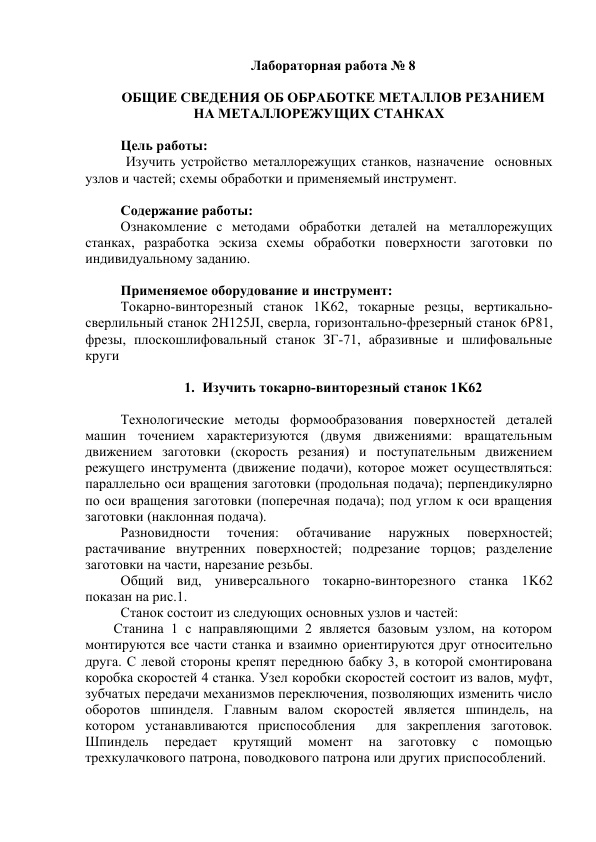 Лабораторная работа № 8
ОБЩИЕ СВЕДЕНИЯ ОБ ОБРАБОТКЕ МЕТАЛЛОВ РЕЗАНИЕМ
НА МЕТАЛЛОРЕЖУЩИХ СТАНКАХ
Цель работы:
Изучить устройство металлорежущих станков, назначение основных
узлов и частей; схемы обработки и применяемый инструмент.
Содержание работы:
Ознакомление с методами обработки деталей на металлорежущих
станках, разработка эскиза схемы обработки поверхности заготовки по
индивидуальному заданию.
Применяемое оборудование и инструмент:
Токарно-винторезный станок 1К62, токарные резцы, вертикально-
сверлильный станок 2Н125JI, сверла, горизонтально-фрезерный станок 6Р81,
фрезы, плоскошлифовальный станок ЗГ-71, абразивные и шлифовальные
круги
1. Изучить токарно-винторезный станок 1К62
Технологические методы формообразования поверхностей деталей
машин точением характеризуются (двумя движениями: вращательным
движением заготовки (скорость резания) и поступательным движением
режущего инструмента (движение подачи), которое может осуществляться:
параллельно оси вращения заготовки (продольная подача); перпендикулярно
по оси вращения заготовки (поперечная подача); под углом к оси вращения
заготовки (наклонная подача).
Разновидности точения: обтачивание наружных поверхностей;
растачивание внутренних поверхностей; подрезание торцов; разделение
заготовки на части, нарезание резьбы.
Общий вид, универсального токарно-винторезного станка 1К62
показан на рис.1.
Станок состоит из следующих основных узлов и частей:
Станина 1 с направляющими 2 является базовым узлом, на котором
монтируются все части станка и взаимно ориентируются друг относительно
друга. С левой стороны крепят переднюю бабку 3, в которой смонтирована
коробка скоростей 4 станка. Узел коробки скоростей состоит из валов, муфт,
зубчатых передачи механизмов переключения, позволяющих изменить число
оборотов шпинделя. Главным валом скоростей является шпиндель, на
котором устанавливаются приспособления для закрепления заготовок.
Шпиндель передает крутящий момент на заготовку с помощью
трехкулачкового патрона, поводкового патрона или других приспособлений.